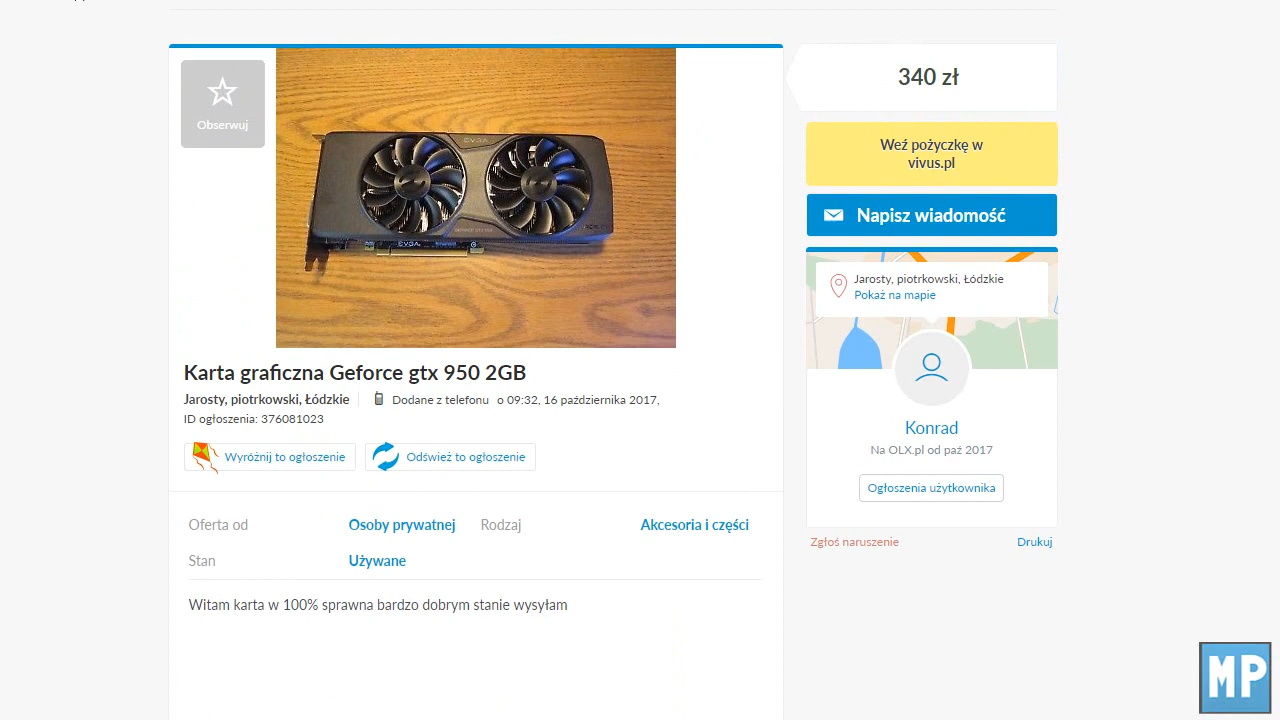 Obserwuj
EVGA
EVGA
Karta graficzna Geforce gtx 950 2GB
Jarosty, piotrkowski, Łódzkie
Dodane z telefonu o 09:32, 16 października 2017,
ID ogłoszenia: 376081023
Wyróżnij to ogłoszenie
Odśwież to ogłoszenie
Oferta od Osoby prywatnej Rodzaj Akcesoria i części
Stan Używane
Witam karta w 100% sprawna bardzo dobrym stanie wysyłam
340 zł
Weź pożyczkę w
vivus.pl
Napisz wiadomość
Jarosty, piotrkowski, Łódzkie
Pokaż na mapie
Konrad
Na OLX.pl od paź 2017
Ogłoszenia użytkownika
Zgłoś naruszenie
Drukuj
MP